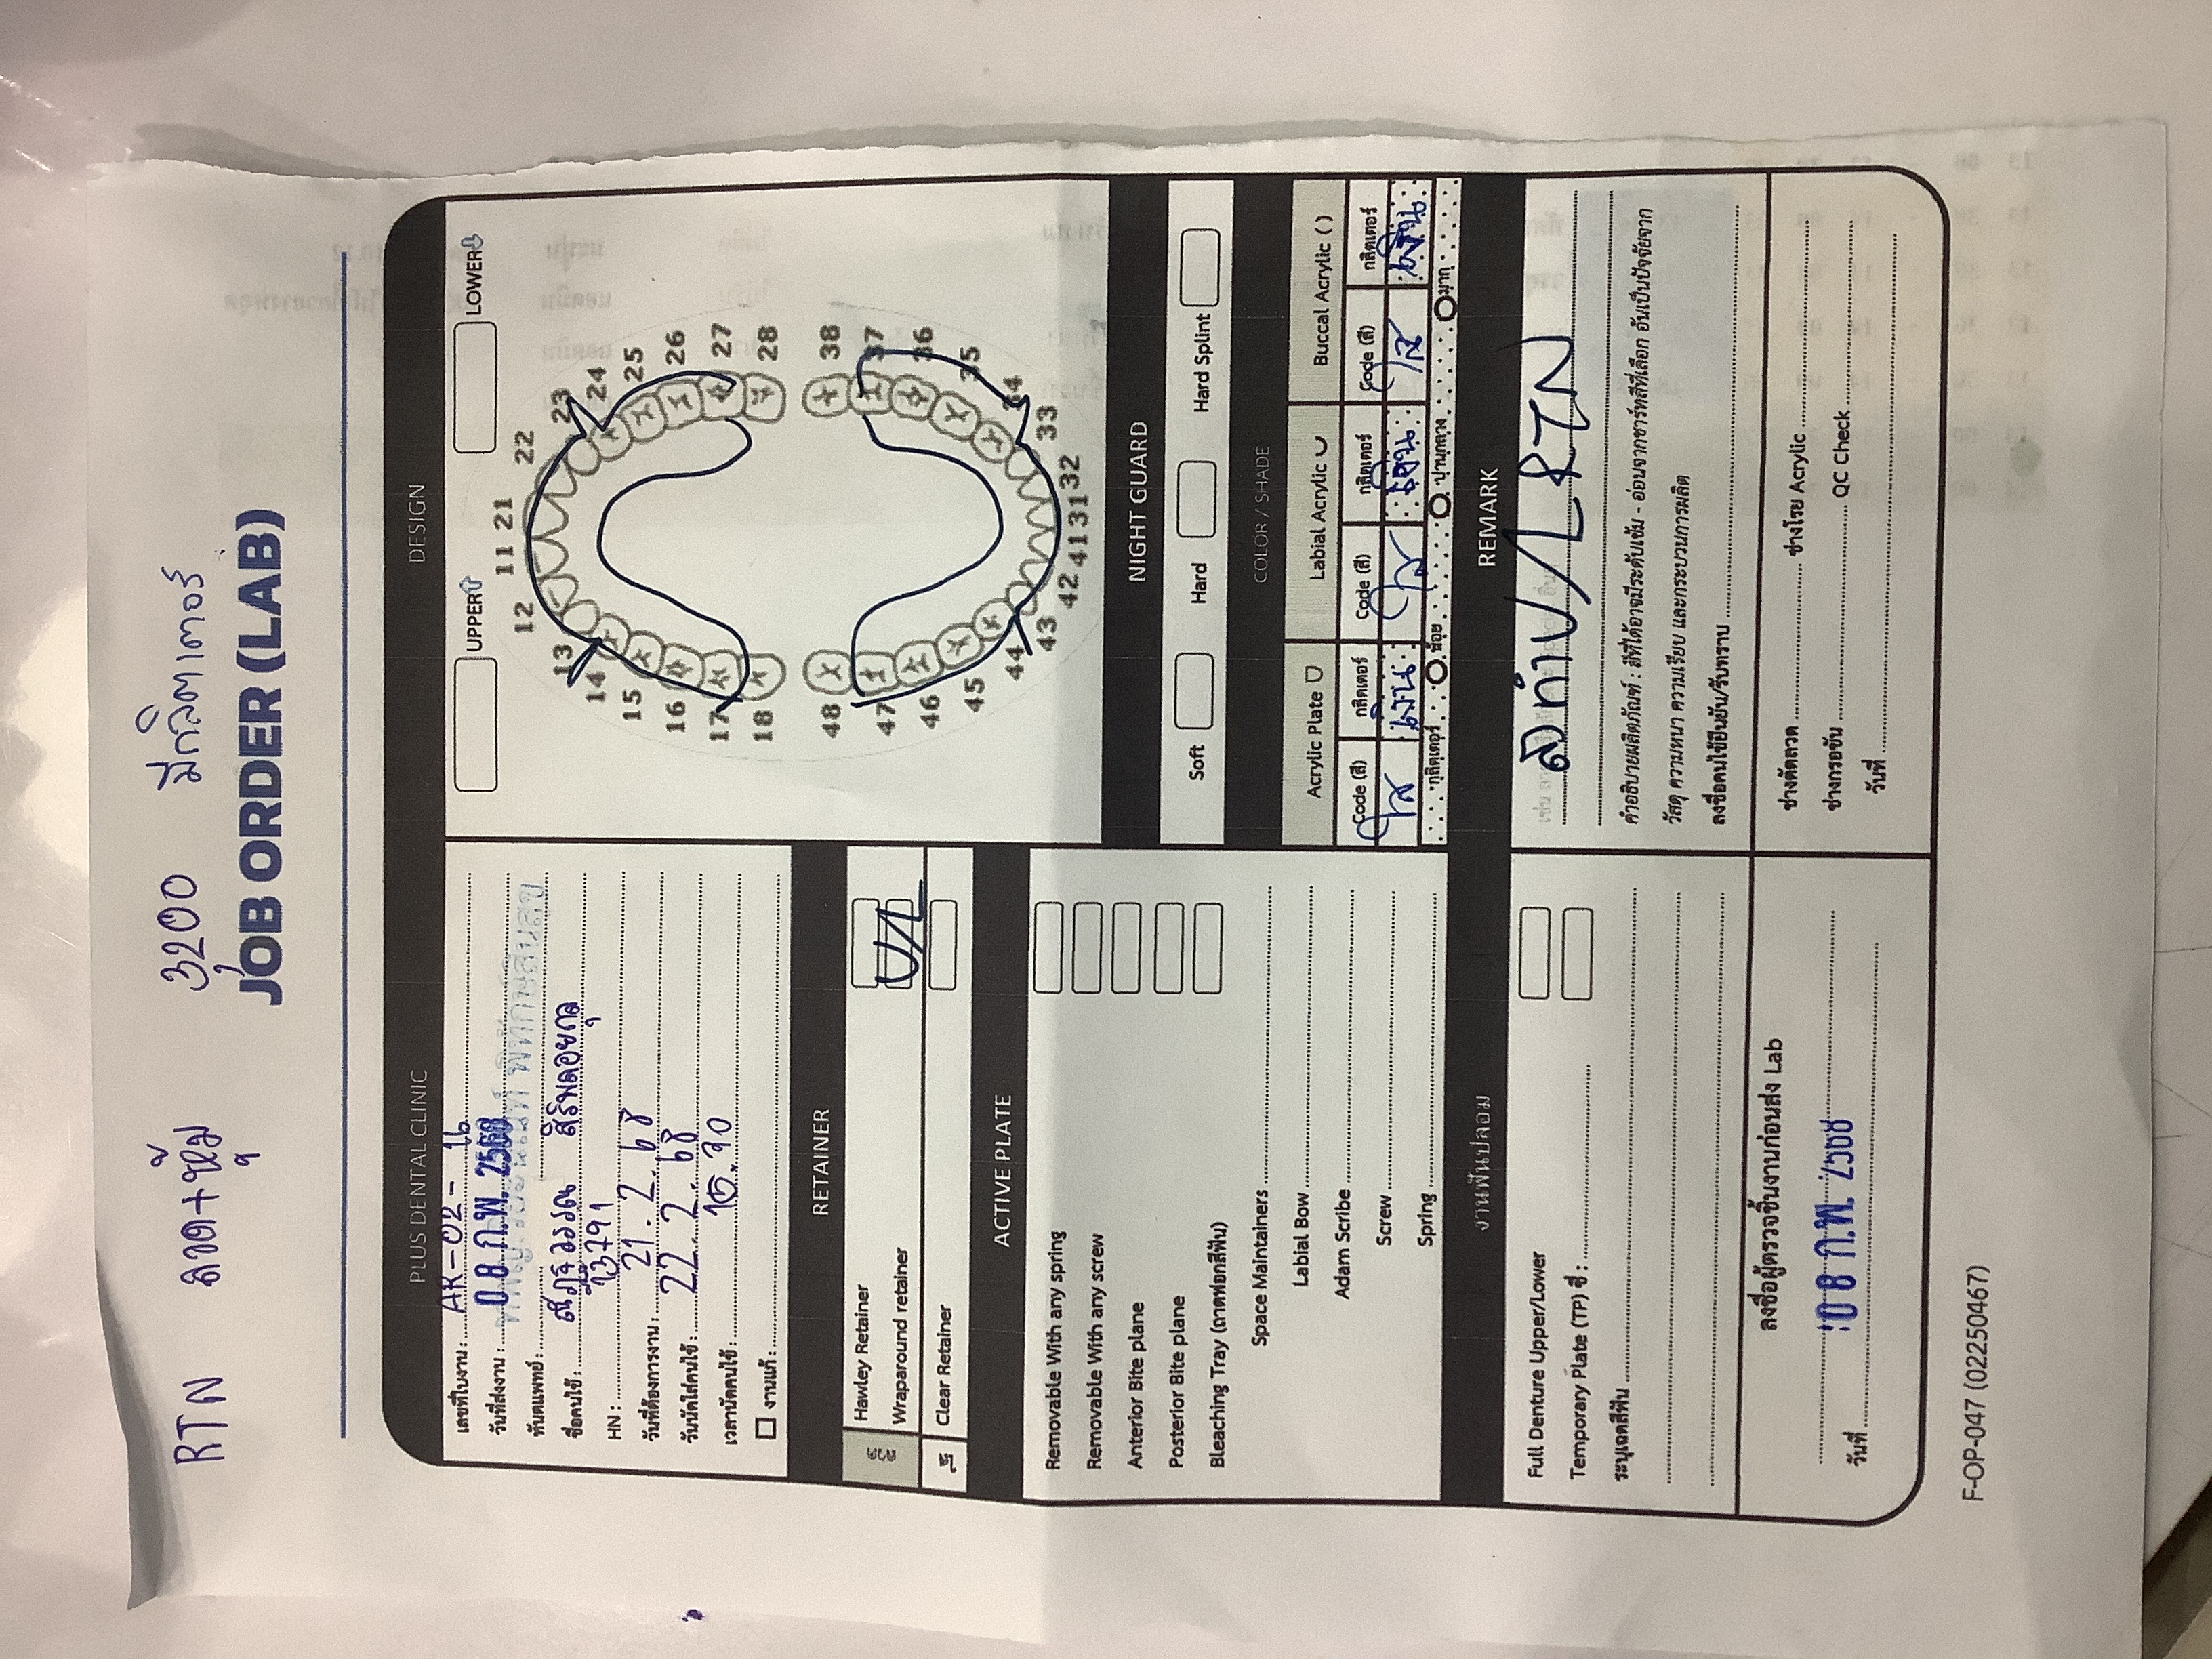 RTN ลวด+หุ้ม 3,200 มีกลิตเตอร์
JOB ORDER (LAB)
PLUS DENTAL CLINIC
เลขที่ใบงาน : AR-02- 16
วันที่ส่งงาน : 08 ก.พ. 2568
ทันตแพทย์ : พิทักษ์สินสุข
ชื่อคนไข้ : ณัฏฐวรรณ สิริพลอยกุล
HN : 13791
วันที่ต้องการงาน : 21. 2. 68
วันนัดใส่คนไข้ : 22. 2. 68
เวลานัดคนไข้ : 15.30
งานแก้ :
RETAINER
ลวด
Hawley Retainer
Wraparound retainer U/L
ใส
Clear Retainer
ACTIVE PLATE
Removable With any spring
Removable With any screw
Anterior Bite plane
Posterior Bite plane
Bleaching Tray (ถาดฟอกสีฟัน)
Space Maintainers
Labial Bow
Adam Scribe
Screw
Spring
งานฟันปลอม
Full Denture Upper/Lower
Temporary Plate (TP) ซี่ :
ระบุเฉดสีฟัน
ลงชื่อผู้ตรวจชิ้นงานก่อนส่ง Lab
วันที่ 08 ก.พ. 2568
DESIGN
UPPER LOWER
11 21
12 22
13 23
14 24
15 25
16 26
17 27
18 28
48 38
47 37
46 36
45 35
44 34
43 33
42 41 31 32
NIGHT GUARD
Soft Hard Hard Splint
COLOR / SHADE
Acrylic Plate Labial Acrylic Buccal Acrylic ( )
Code (สี) กลิตเตอร์ Code (สี) กลิตเตอร์ Code (สี) กลิตเตอร์
ใส เงิน ใส เงิน ใส เงิน
กลิตเตอร์ น้อย ปานกลาง มาก
REMARK
สั่งทำ U/L RTN
คำอธิบายผลิตภัณฑ์ : สีที่ได้อาจมีระดับเข้ม - อ่อนจากชาร์ทสีที่เลือก อันเป็นปัจจัยจาก
วัสดุ ความหนา ความเรียบ และกระบวนการผลิต
ลงชื่อคนไข้ยืนยัน/รับทราบ
ช่างดัดลวด ช่างโรย Acrylic
ช่างกรอขัน QC Check
วันที่
F-OP-047 (02250467)